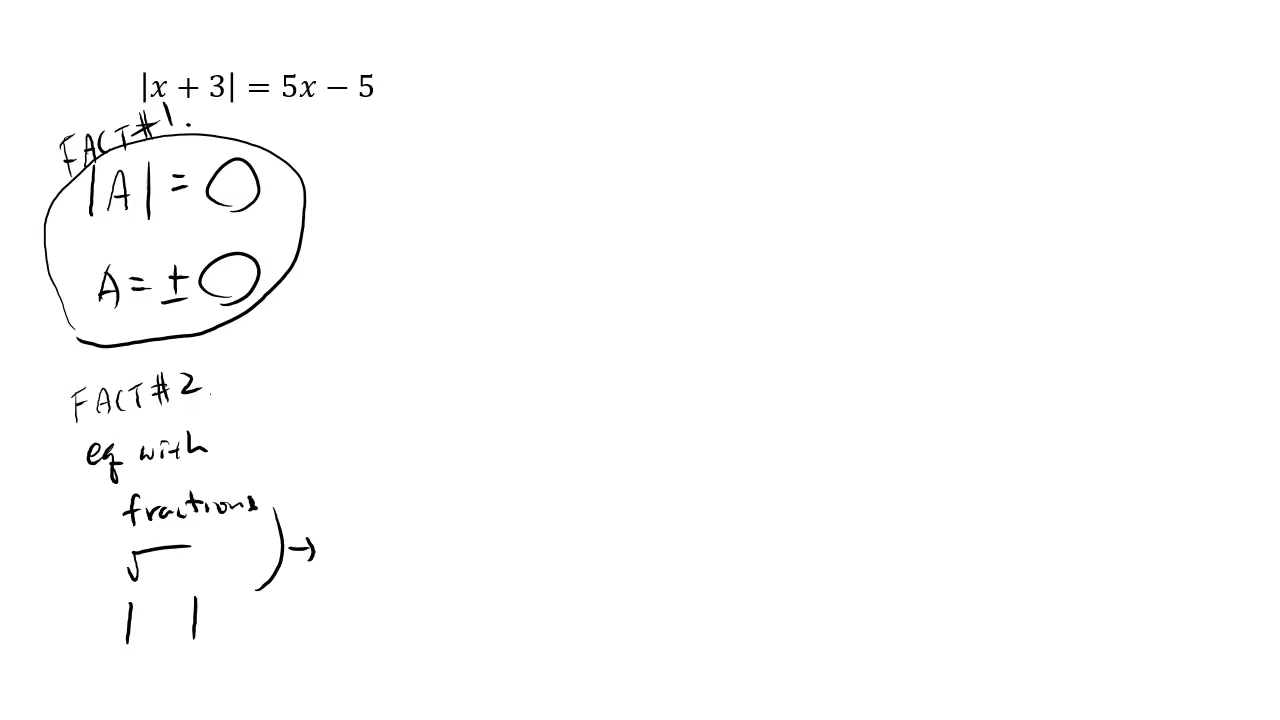 |x + 3| = 5x − 5
FACT #1.
|A| = ◯
A = ± ◯
FACT #2.
eq with
fractions
√ ) →
| |